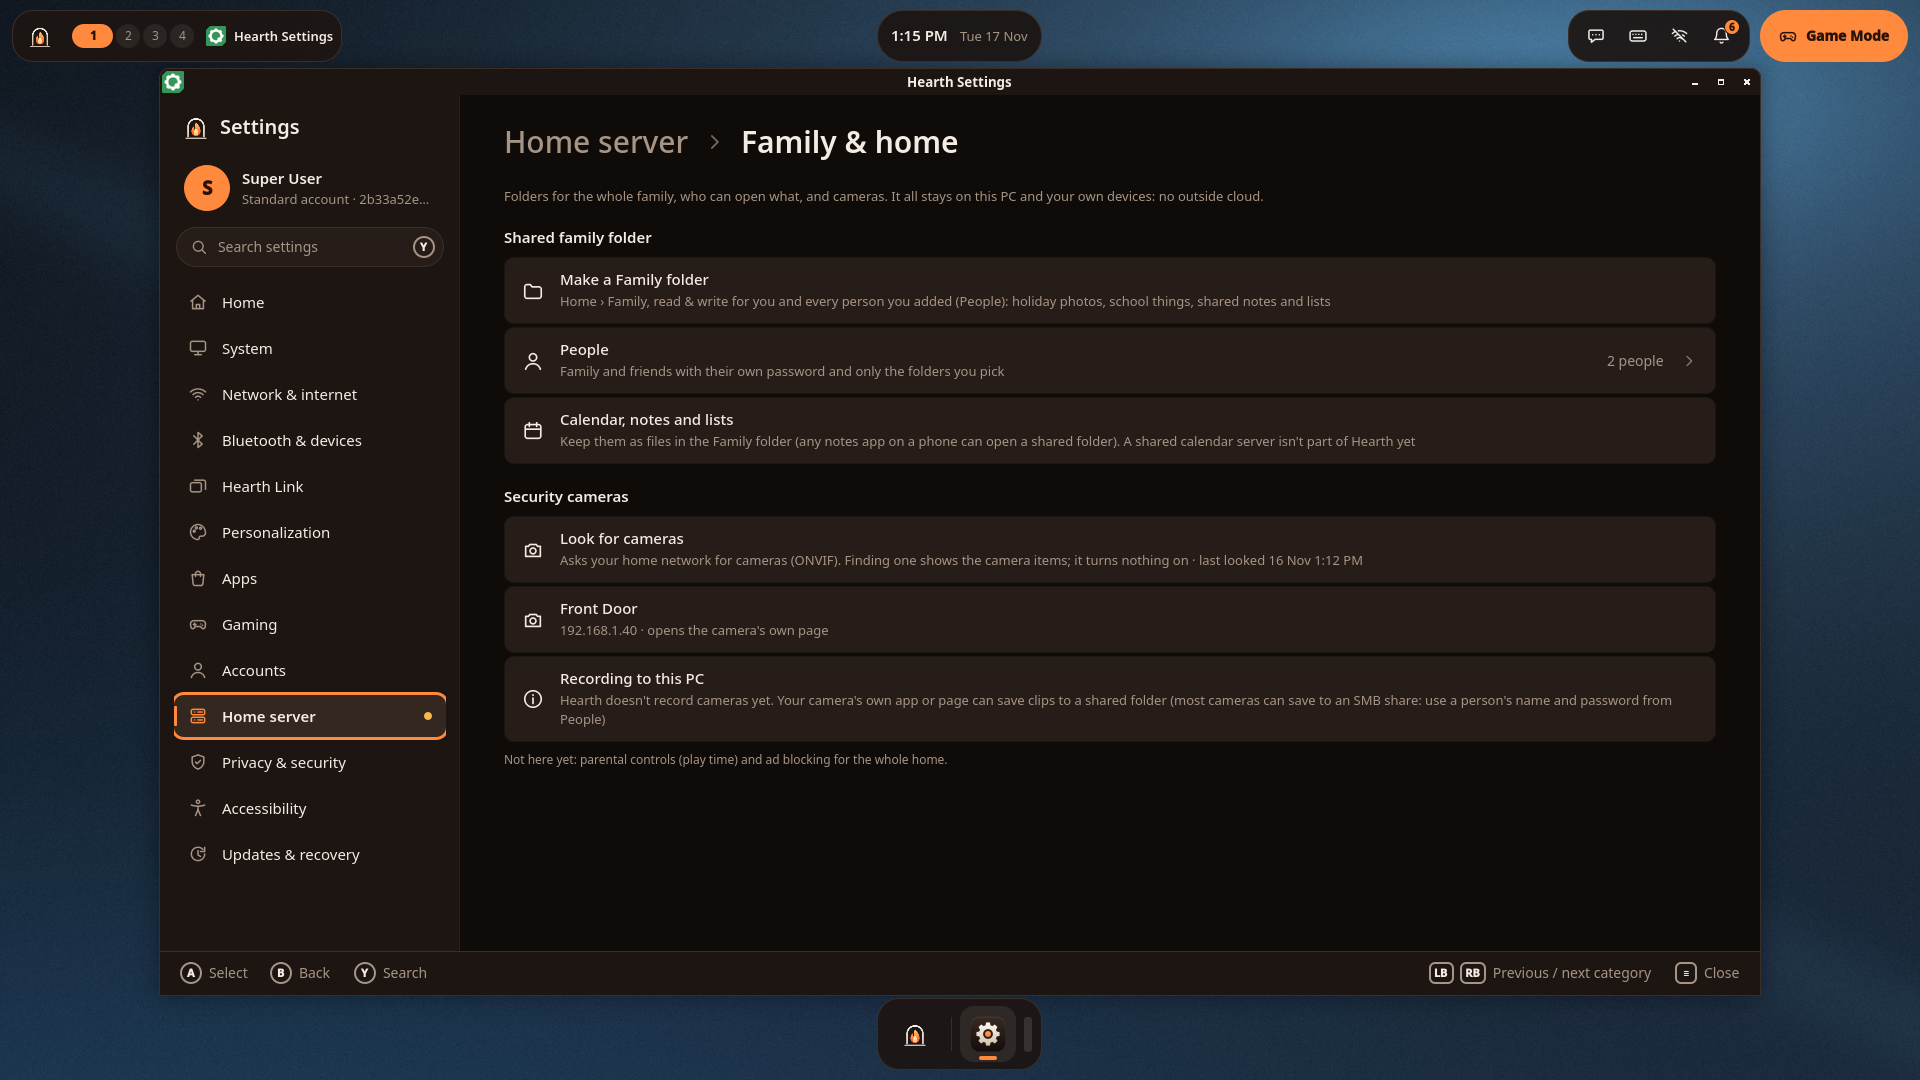 1 2 3 4 Hearth Settings
1:15 PM Tue 17 Nov
6
Game Mode
Hearth Settings
Settings
S
Super User
Standard account · 2b33a52e...
Search settings Y
Home
System
Network & internet
Bluetooth & devices
Hearth Link
Personalization
Apps
Gaming
Accounts
Home server
Privacy & security
Accessibility
Updates & recovery
Home server > Family & home
Folders for the whole family, who can open what, and cameras. It all stays on this PC and your own devices: no outside cloud.
Shared family folder
Make a Family folder
Home › Family, read & write for you and every person you added (People): holiday photos, school things, shared notes and lists
People
Family and friends with their own password and only the folders you pick
2 people
Calendar, notes and lists
Keep them as files in the Family folder (any notes app on a phone can open a shared folder). A shared calendar server isn't part of Hearth yet
Security cameras
Look for cameras
Asks your home network for cameras (ONVIF). Finding one shows the camera items; it turns nothing on · last looked 16 Nov 1:12 PM
Front Door
192.168.1.40 · opens the camera's own page
Recording to this PC
Hearth doesn't record cameras yet. Your camera's own app or page can save clips to a shared folder (most cameras can save to an SMB share: use a person's name and password from
People)
Not here yet: parental controls (play time) and ad blocking for the whole home.
A Select B Back Y Search
LB RB Previous / next category ≡ Close